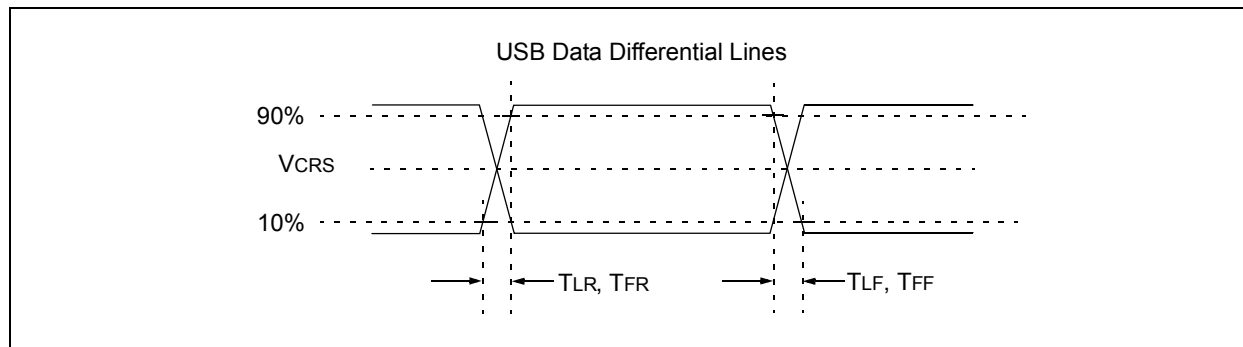 USB Data Differential Lines
90%
VCRS
10%
TLR, TFR
TLF, TFF